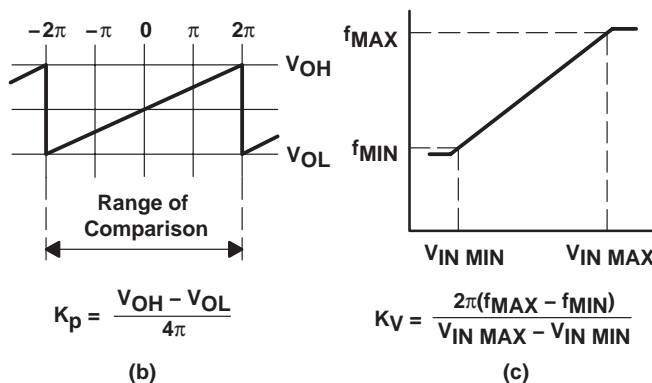 −2π −π 0 π 2π
VOH
VOL
Range of
Comparison
Kp = VOH − VOL / 4π
(b)
fMAX
fMIN
VIN MIN VIN MAX
KV = 2π(fMAX − fMIN) / VIN MAX − VIN MIN
(c)